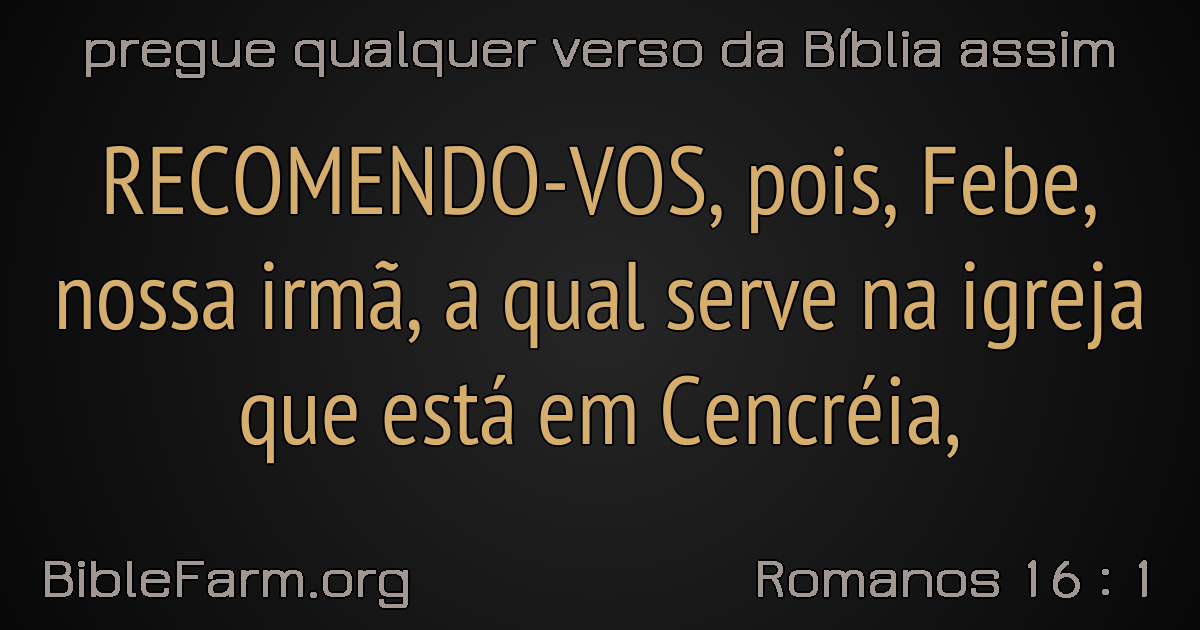 pregue qualquer verso da Bíblia assim
RECOMENDO-VOS, pois, Febe,
nossa irmã, a qual serve na igreja
que está em Cencréia,
BibleFarm.org
Romanos 16 : 1